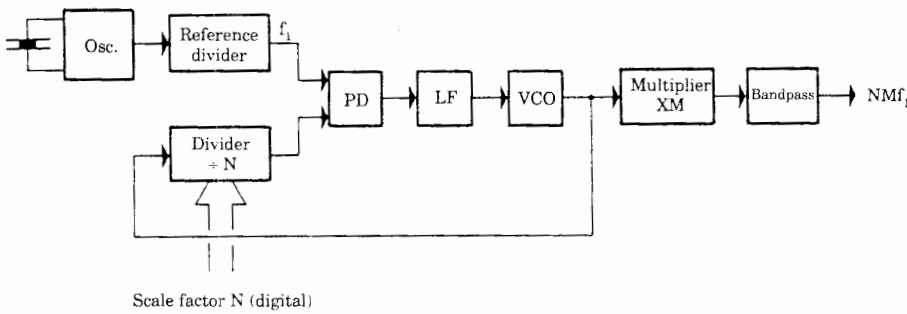 Osc.
Reference
divider
f₁
PD
LF
VCO
Multiplier
XM
Bandpass
NMf₁
Divider
÷ N
Scale factor N (digital)